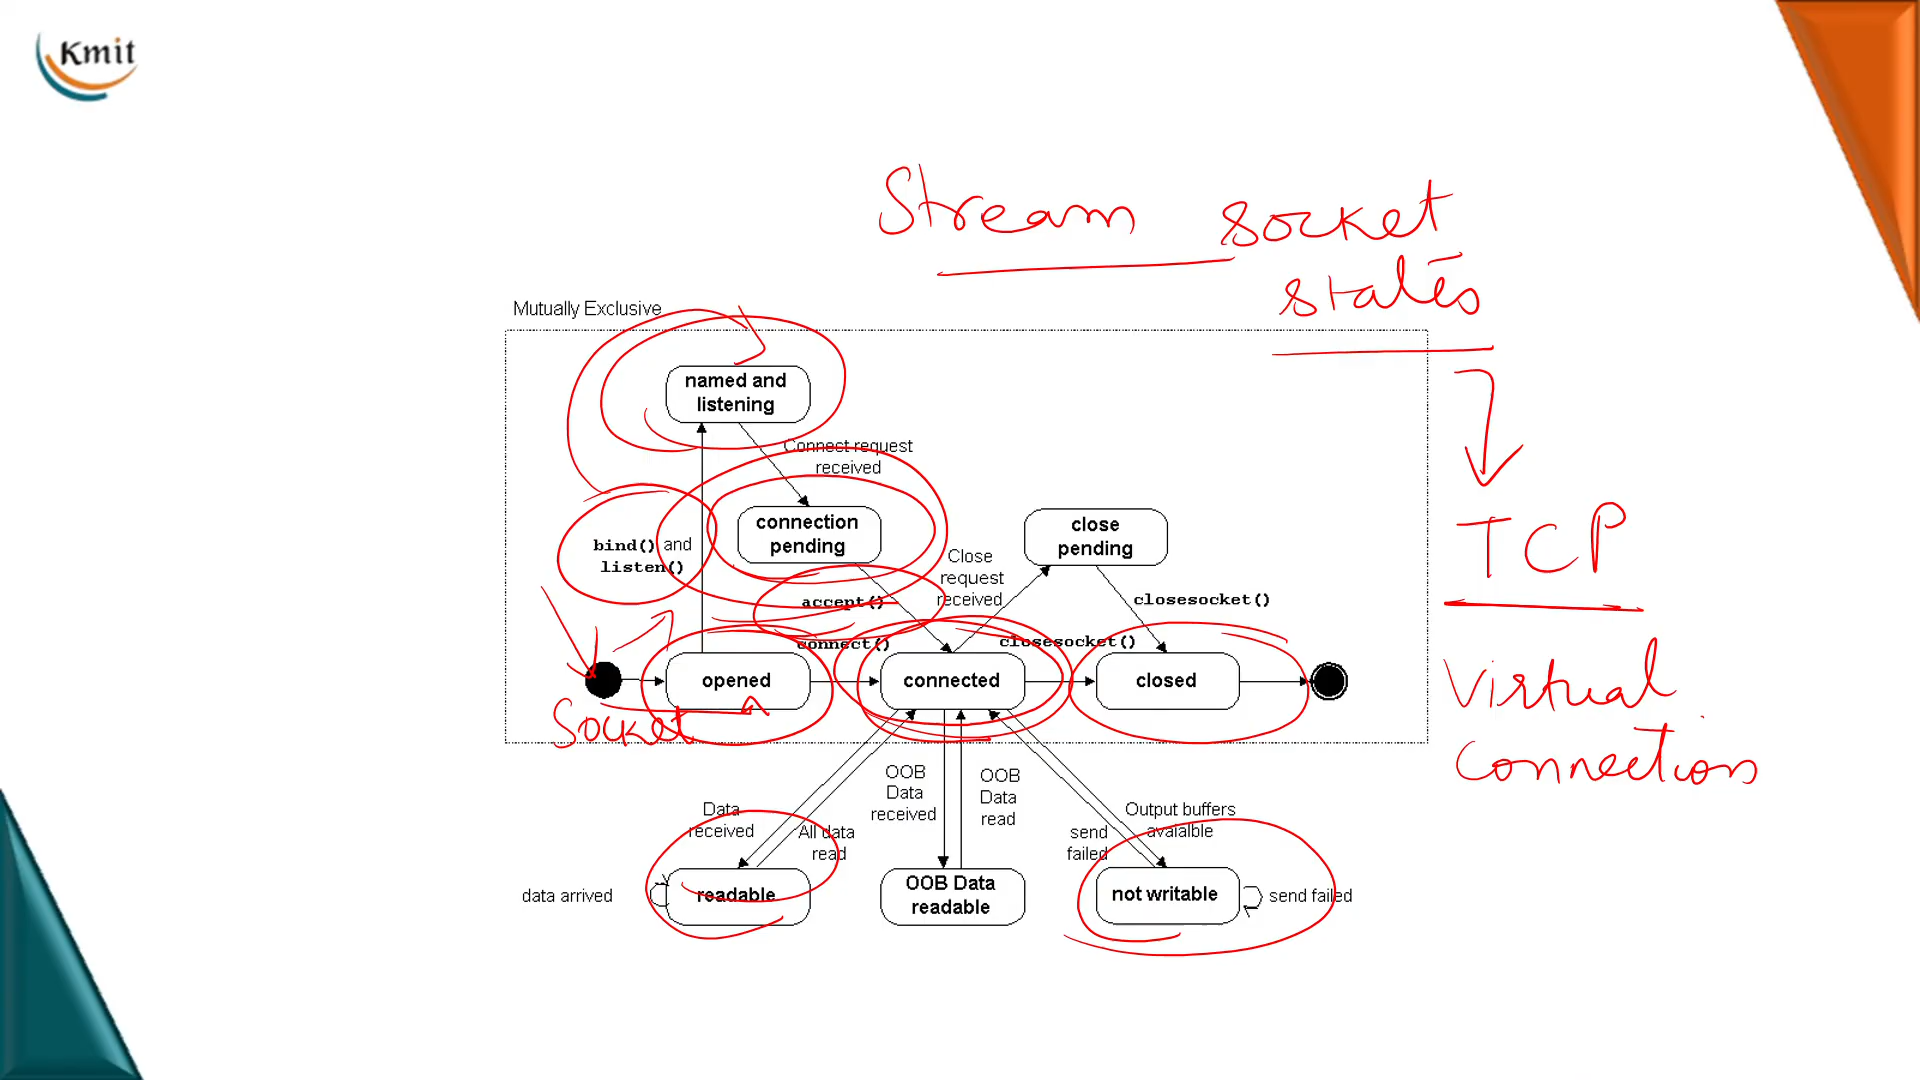 Kmit
Stream socket
states
Mutually Exclusive
named and
listening
Connect request
received
TCP
connection
pending
close
pending
bind() and
listen()
Close
request
received
accept()
closesocket()
connect()
closesocket()
opened
connected
closed
Socket
Virtual
Connection
Data
received
All data
read
OOB
Data
received
OOB
Data
read
send
failed
Output buffers
avaialble
data arrived
readable
OOB Data
readable
not writable
send failed